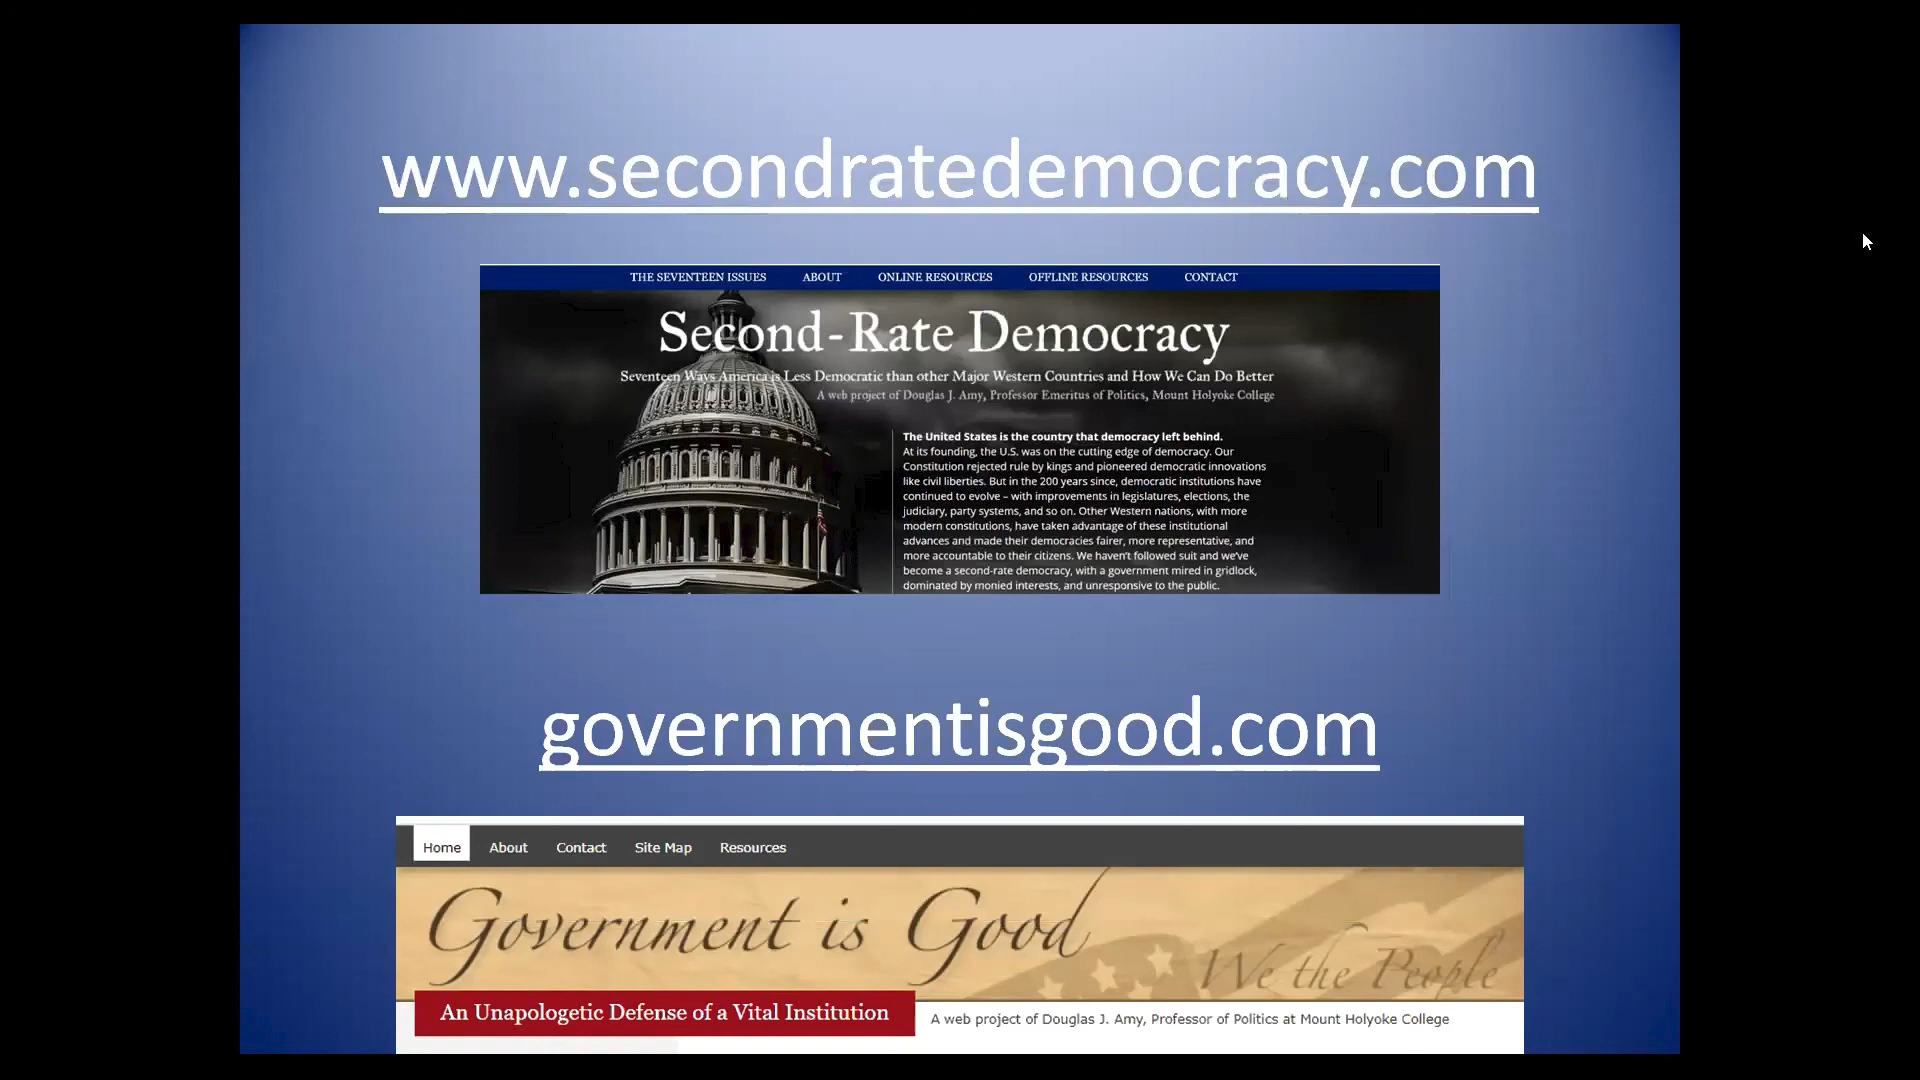 www.secondratedemocracy.com
THE SEVENTEEN ISSUES ABOUT ONLINE RESOURCES OFFLINE RESOURCES CONTACT
Second-Rate Democracy
Seventeen Ways America is Less Democratic than other Major Western Countries and How We Can Do Better
A web project of Douglas J. Amy, Professor Emeritus of Politics, Mount Holyoke College
The United States is the country that democracy left behind.
At its founding, the U.S. was on the cutting edge of democracy. Our
Constitution rejected rule by kings and pioneered democratic innovations
like civil liberties. But in the 200 years since, democratic institutions have
continued to evolve – with improvements in legislatures, elections, the
judiciary, party systems, and so on. Other Western nations, with more
modern constitutions, have taken advantage of these institutional
advances and made their democracies fairer, more representative, and
more accountable to their citizens. We haven't followed suit and we've
become a second-rate democracy, with a government mired in gridlock,
dominated by monied interests, and unresponsive to the public.
governmentisgood.com
Home About Contact Site Map Resources
Government is Good
We the People
An Unapologetic Defense of a Vital Institution
A web project of Douglas J. Amy, Professor of Politics at Mount Holyoke College